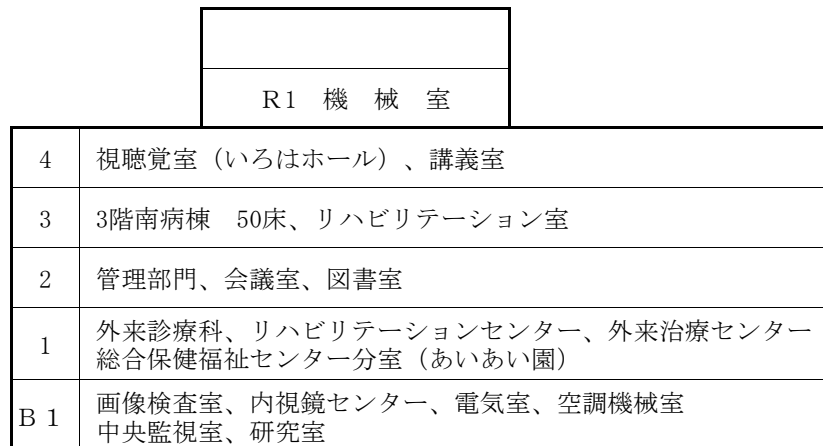 R1 機 械 室
4 視聴覚室（いろはホール）、講義室
3 3階南病棟　50床、リハビリテーション室
2 管理部門、会議室、図書室
1 外来診療科、リハビリテーションセンター、外来治療センター
総合保健福祉センター分室（あいあい園）
B1 画像検査室、内視鏡センター、電気室、空調機械室
中央監視室、研究室